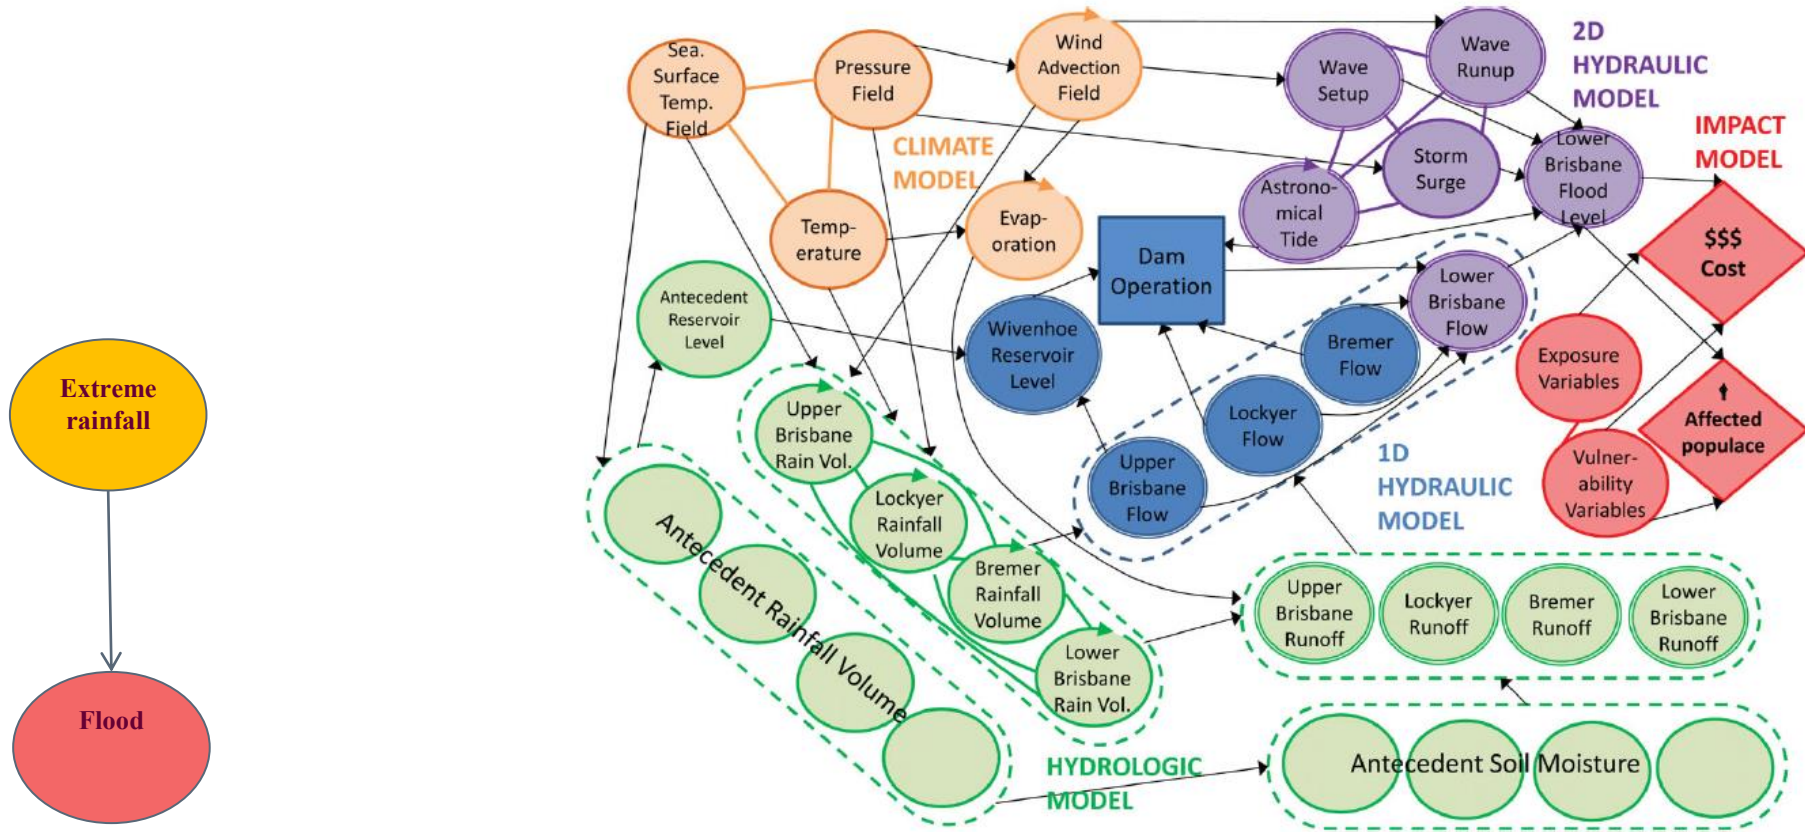 Extreme
rainfall
Flood
Sea.
Surface
Temp.
Field
Pressure
Field
Wind
Advection
Field
CLIMATE
MODEL
Temp-
erature
Evap-
oration
Wave
Setup
Wave
Runup
2D
HYDRAULIC
MODEL
Storm
Surge
Astrono-
mical
Tide
Lower
Brisbane
Flood
Level
IMPACT
MODEL
$$$
Cost
Affected
populace
Exposure
Variables
Vulner-
ability
Variables
Dam
Operation
Lower
Brisbane
Flow
Bremer
Flow
Lockyer
Flow
Upper
Brisbane
Flow
Wivenhoe
Reservoir
Level
1D
HYDRAULIC
MODEL
Antecedent
Reservoir
Level
Upper
Brisbane
Rain Vol.
Lockyer
Rainfall
Volume
Bremer
Rainfall
Volume
Lower
Brisbane
Rain Vol.
Antecedent Rainfall Volume
Upper
Brisbane
Runoff
Lockyer
Runoff
Bremer
Runoff
Lower
Brisbane
Runoff
Antecedent Soil Moisture
HYDROLOGIC
MODEL